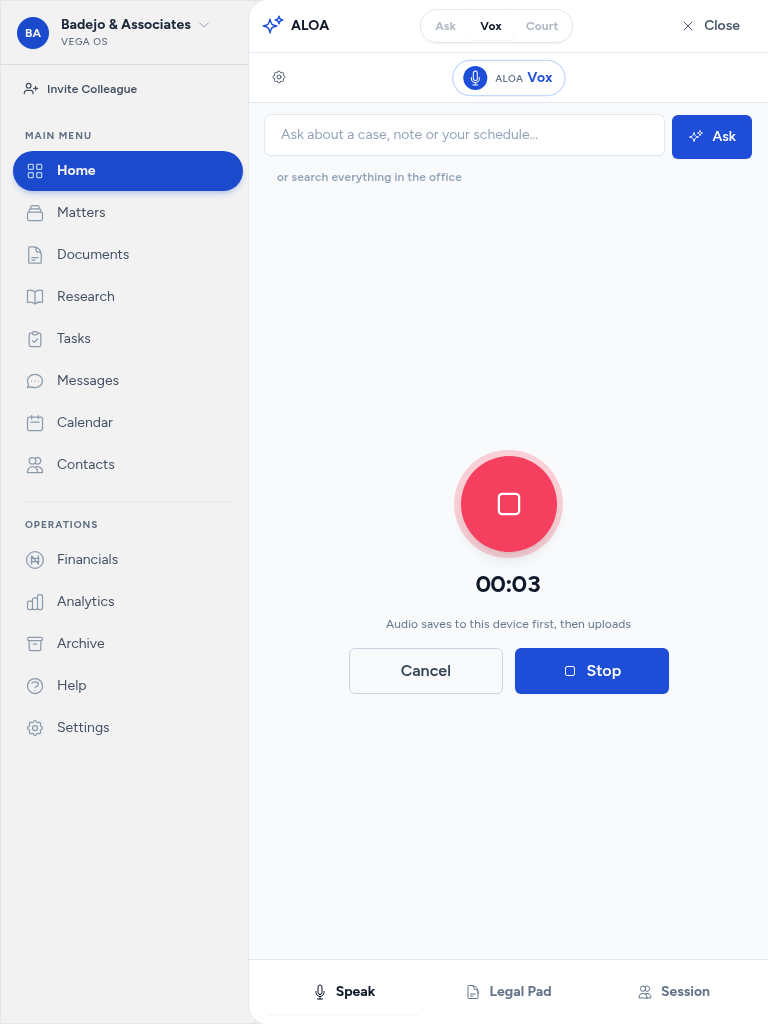 BA
Badejo & Associates
VEGA OS
Invite Colleague
MAIN MENU
Home
Matters
Documents
Research
Tasks
Messages
Calendar
Contacts
OPERATIONS
Financials
Analytics
Archive
Help
Settings
ALOA
Ask Vox Court
Close
ALOA Vox
Ask about a case, note or your schedule...
Ask
or search everything in the office
00:03
Audio saves to this device first, then uploads
Cancel
Stop
Speak
Legal Pad
Session